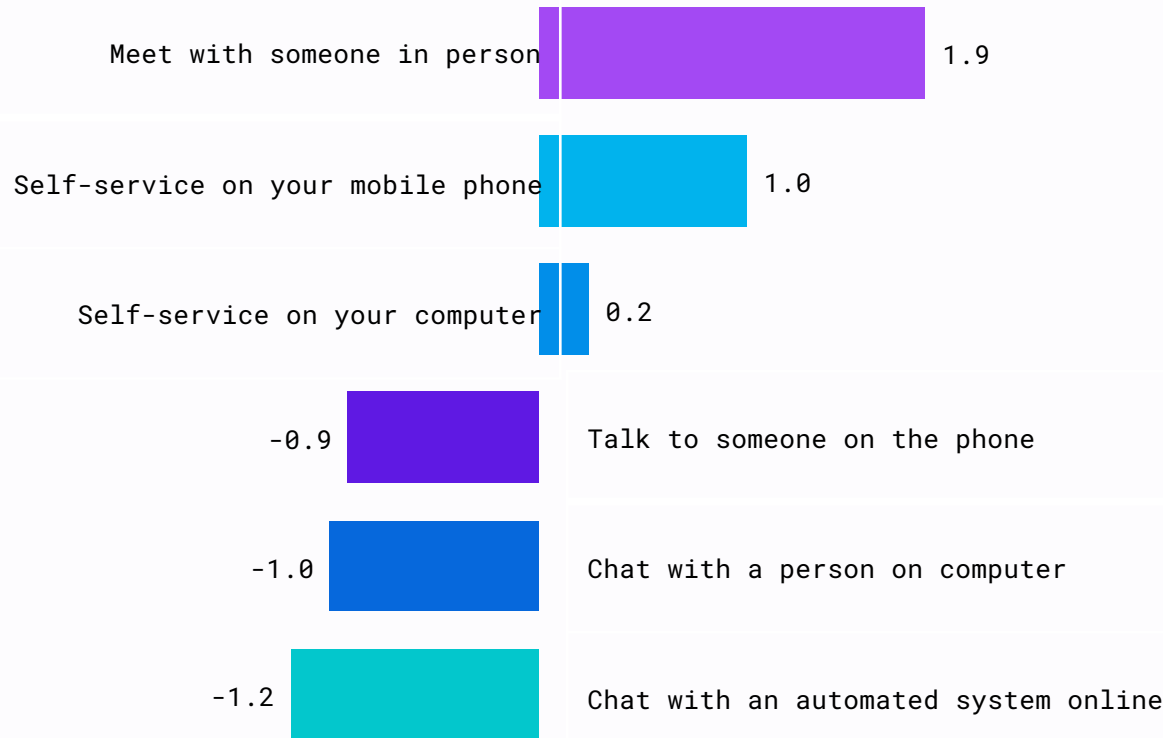 Meet with someone in person 1.9
Self-service on your mobile phone 1.0
Self-service on your computer 0.2
-0.9 Talk to someone on the phone
-1.0 Chat with a person on computer
-1.2 Chat with an automated system online